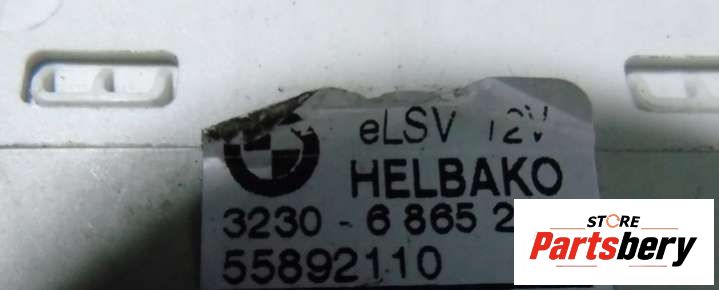 eLSV 12V
HELBAKO
3230 - 6 865 2
55892110
STORE
Partsbery